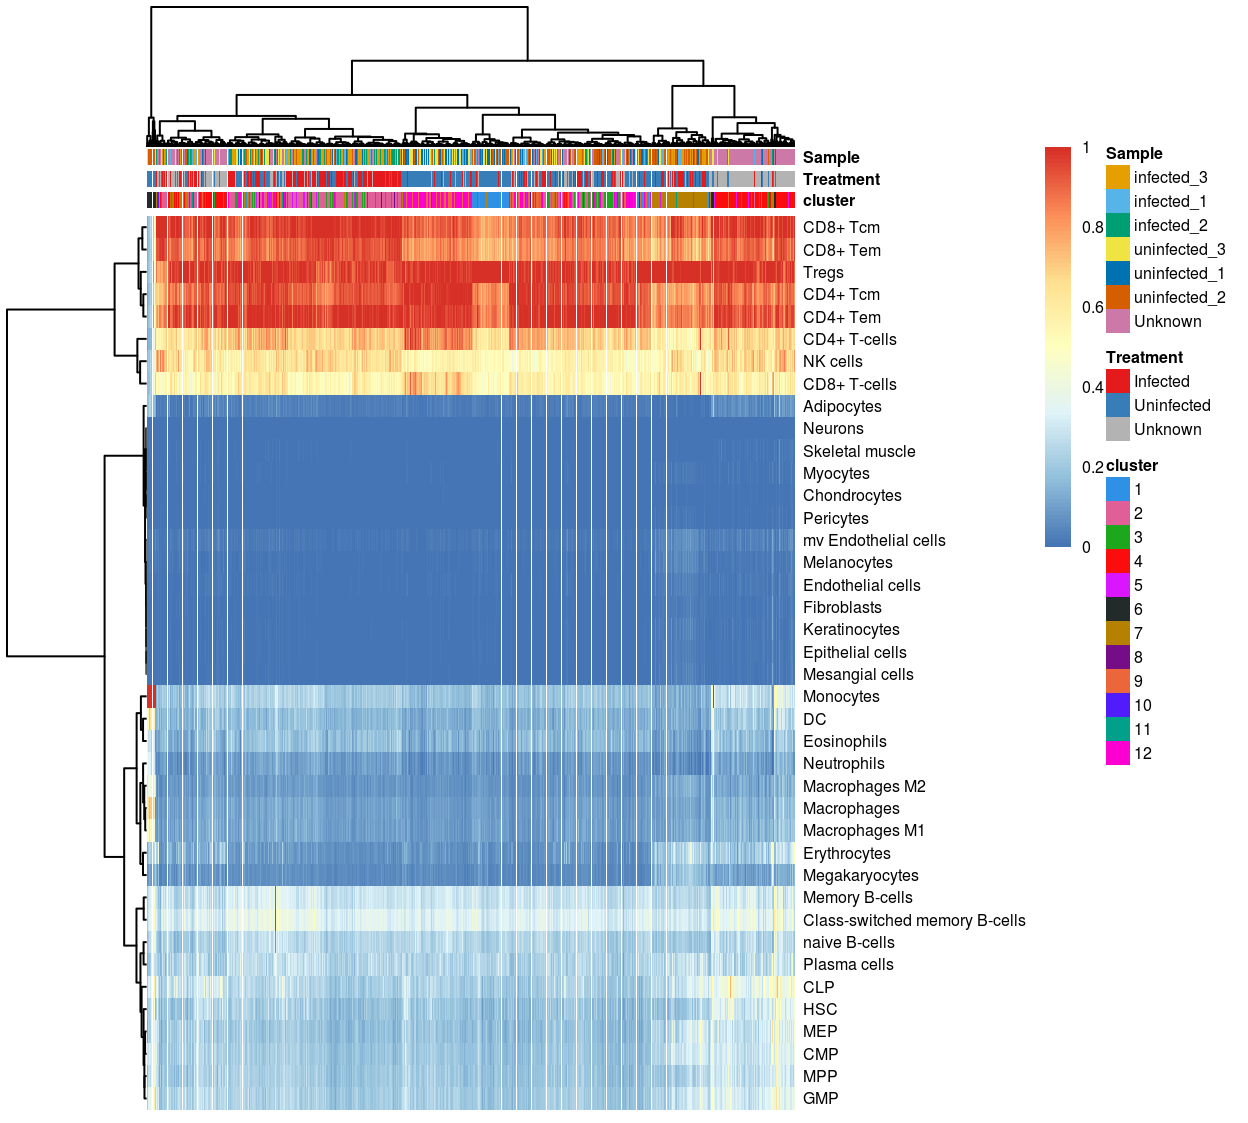 Sample
Treatment
cluster
CD8+ Tcm
CD8+ Tem
Tregs
CD4+ Tcm
CD4+ Tem
CD4+ T-cells
NK cells
CD8+ T-cells
Adipocytes
Neurons
Skeletal muscle
Myocytes
Chondrocytes
Pericytes
mv Endothelial cells
Melanocytes
Endothelial cells
Fibroblasts
Keratinocytes
Epithelial cells
Mesangial cells
Monocytes
DC
Eosinophils
Neutrophils
Macrophages M2
Macrophages
Macrophages M1
Erythrocytes
Megakaryocytes
Memory B-cells
Class-switched memory B-cells
naive B-cells
Plasma cells
CLP
HSC
MEP
CMP
MPP
GMP
1
0.8
0.6
0.4
0.2
0
Sample
infected_3
infected_1
infected_2
uninfected_3
uninfected_1
uninfected_2
Unknown
Treatment
Infected
Uninfected
Unknown
cluster
1
2
3
4
5
6
7
8
9
10
11
12